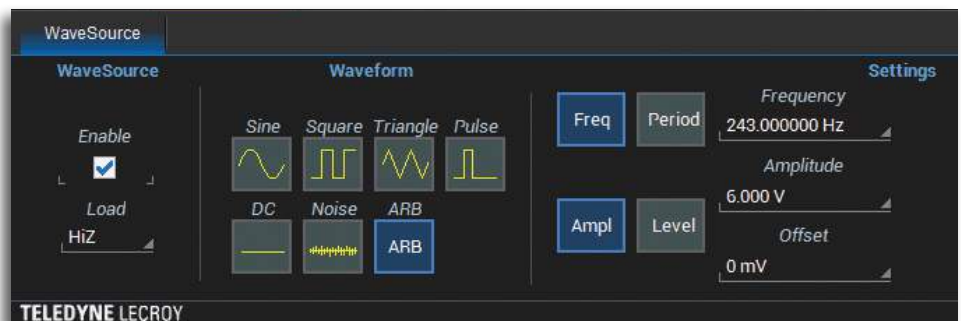 WaveSource
WaveSource
Waveform
Settings
Enable
Load
HiZ
Sine Square Triangle Pulse
DC Noise ARB
ARB
Freq Period
Frequency
243.000000 Hz
Amplitude
6.000 V
Ampl Level
Offset
0 mV
TELEDYNE LECROY